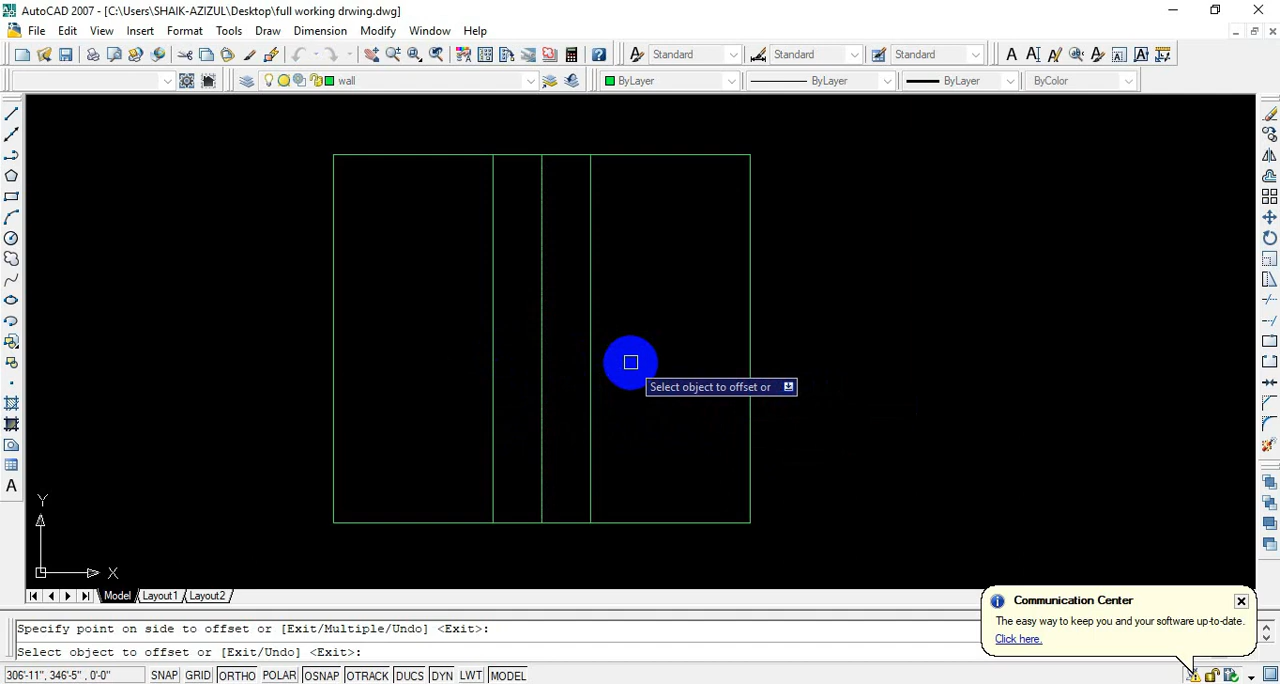 AutoCAD 2007 - [C:\Users\SHAIK-AZIZUL\Desktop\full working drwing.dwg]
File Edit View Insert Format Tools Draw Dimension Modify Window Help
Standard Standard Standard
wall ByLayer ByLayer ByLayer ByColor
Select object to offset or
Y
X
Model Layout1 Layout2
Communication Center
The easy way to keep you and your software up-to-date.
Click here.
Specify point on side to offset or [Exit/Multiple/Undo] <Exit>:
Select object to offset or [Exit/Undo] <Exit>:
306'-11", 346'-5" , 0'-0" SNAP GRID ORTHO POLAR OSNAP OTRACK DUCS DYN LWT MODEL